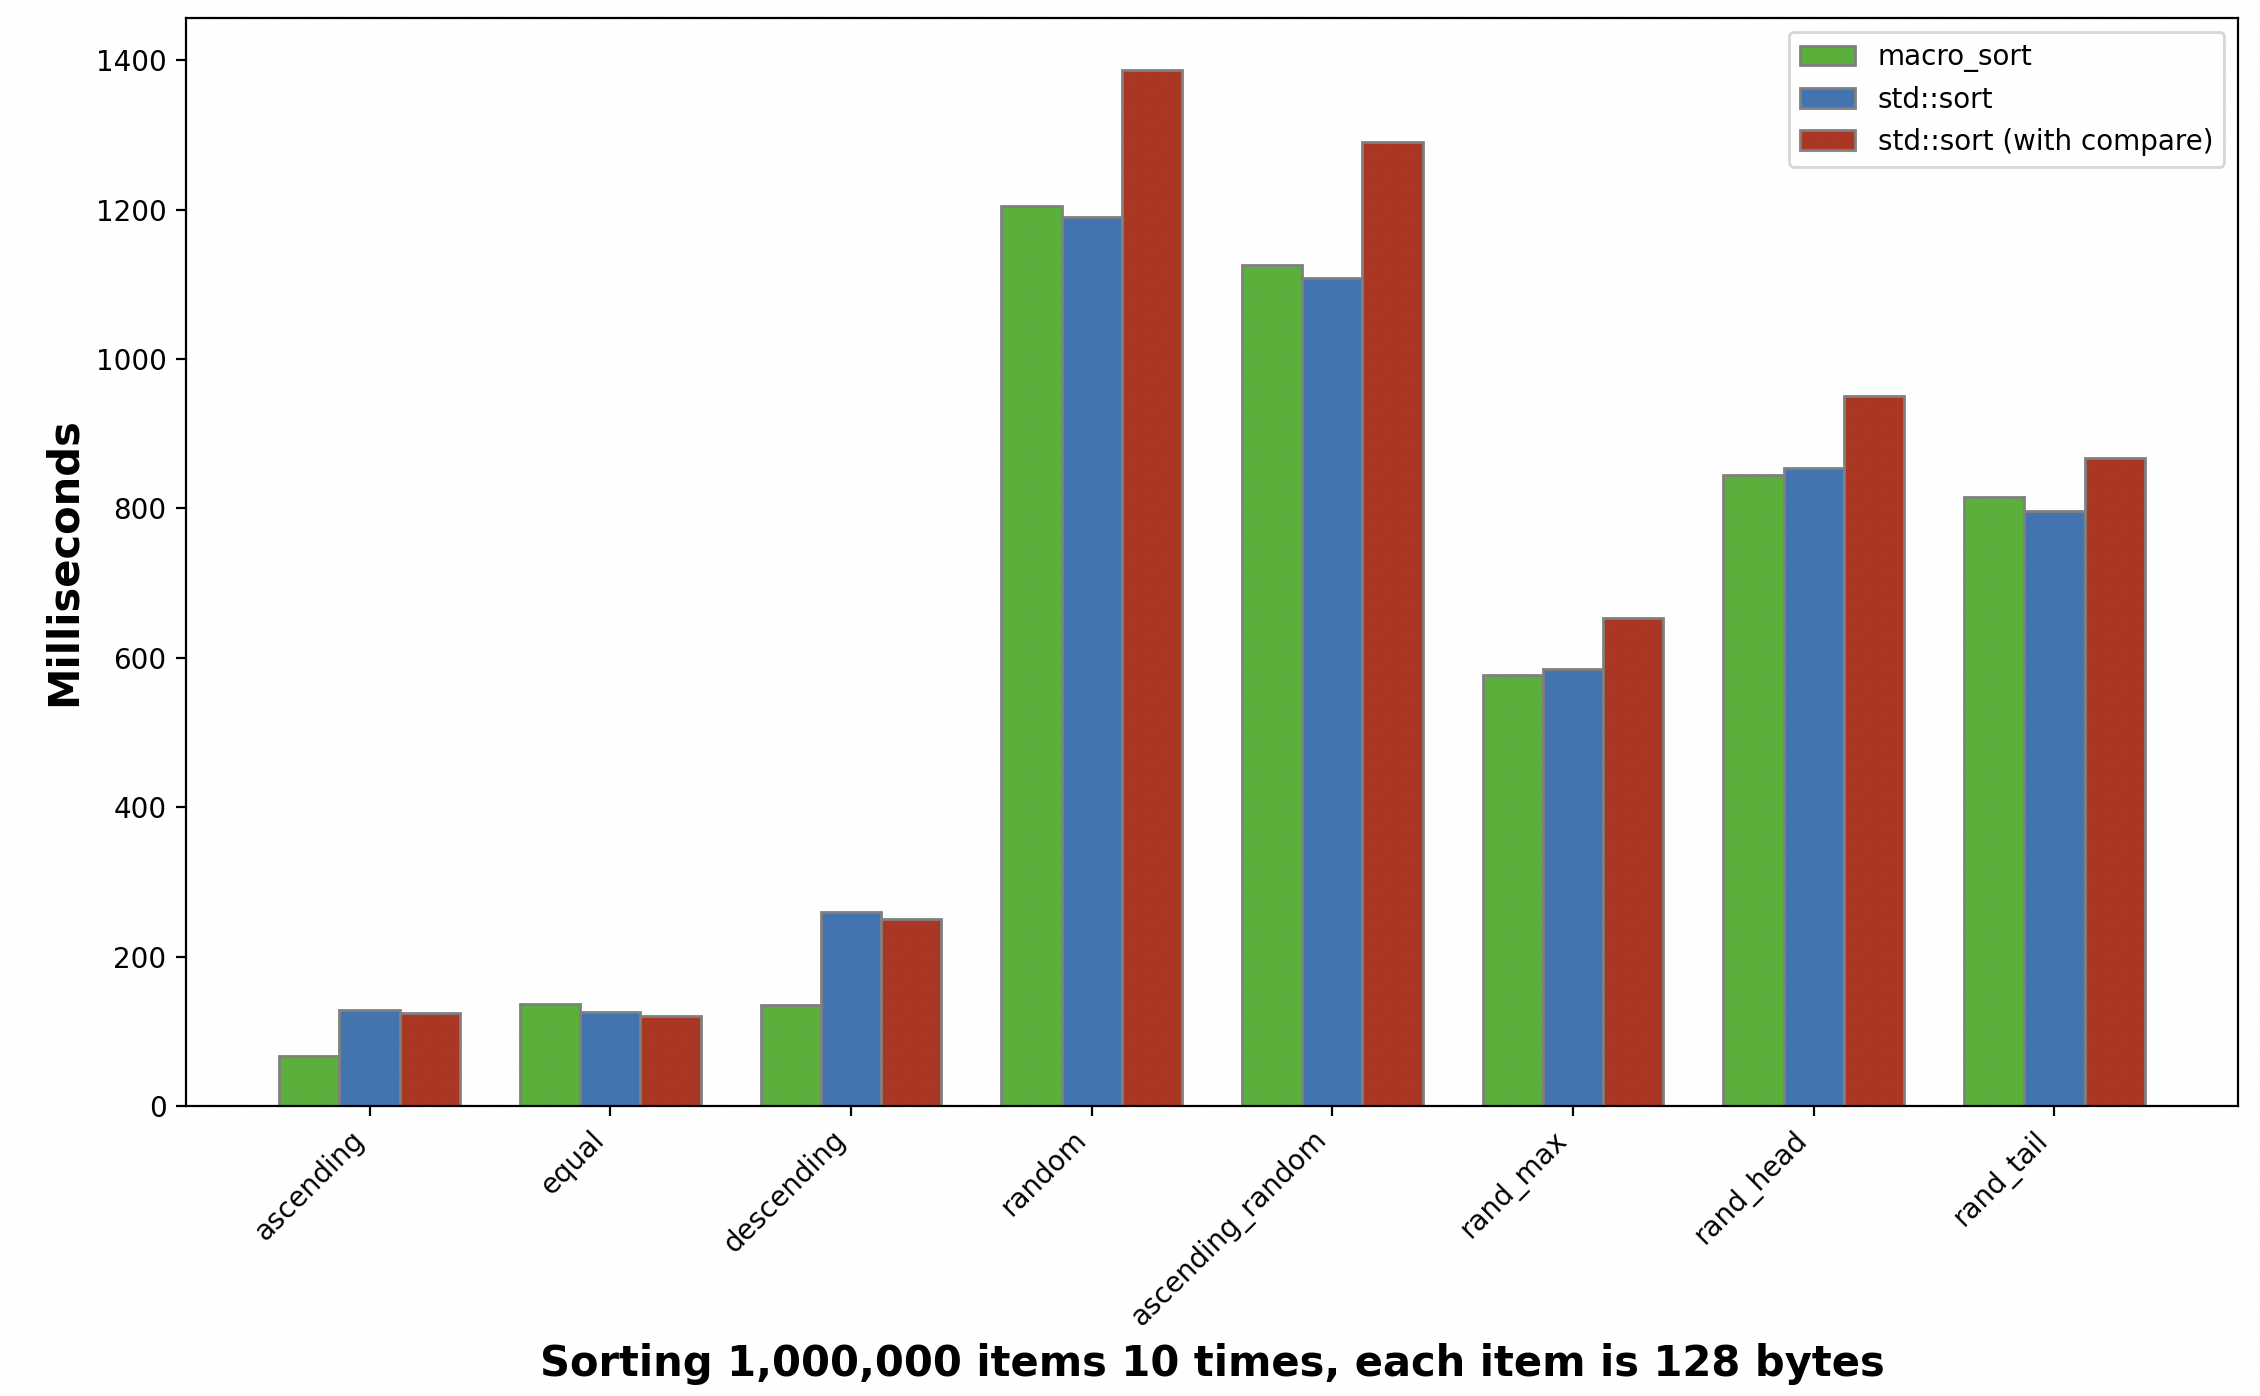 macro_sort
std::sort
std::sort (with compare)
Milliseconds
1400
1200
1000
800
600
400
200
0
ascending
equal
descending
random
ascending_random
rand_max
rand_head
rand_tail
Sorting 1,000,000 items 10 times, each item is 128 bytes